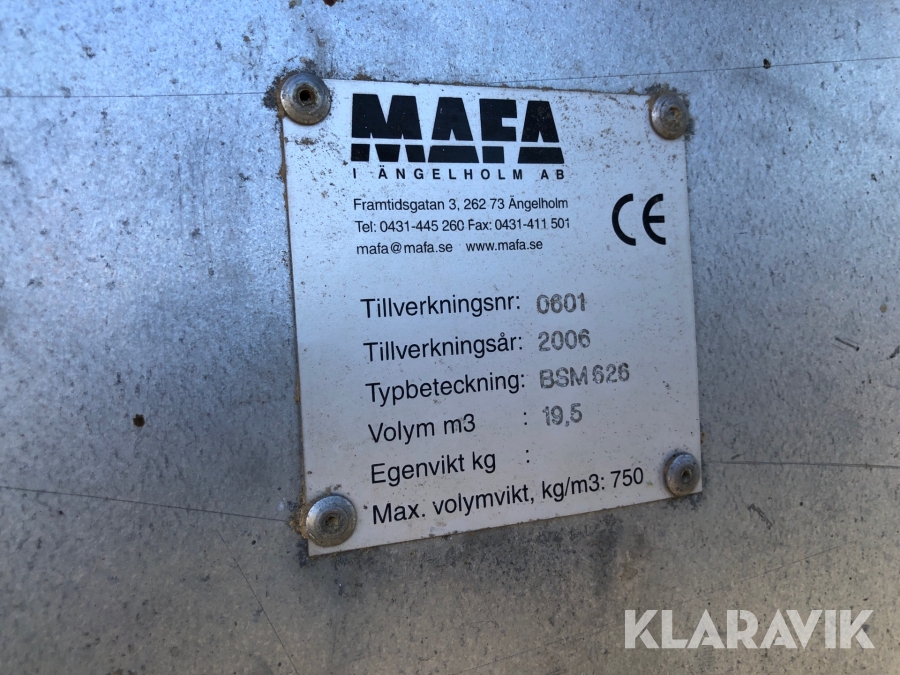 MAFA
I ÄNGELHOLM AB
Framtidsgatan 3, 262 73 Ängelholm
Tel: 0431-445 260 Fax: 0431-411 501
mafa@mafa.se www.mafa.se
CE
Tillverkningsnr: 0601
Tillverkningsår: 2006
Typbeteckning: BSM 626
Volym m3 : 19,5
Egenvikt kg :
Max. volymvikt, kg/m3: 750
KLARAVIK